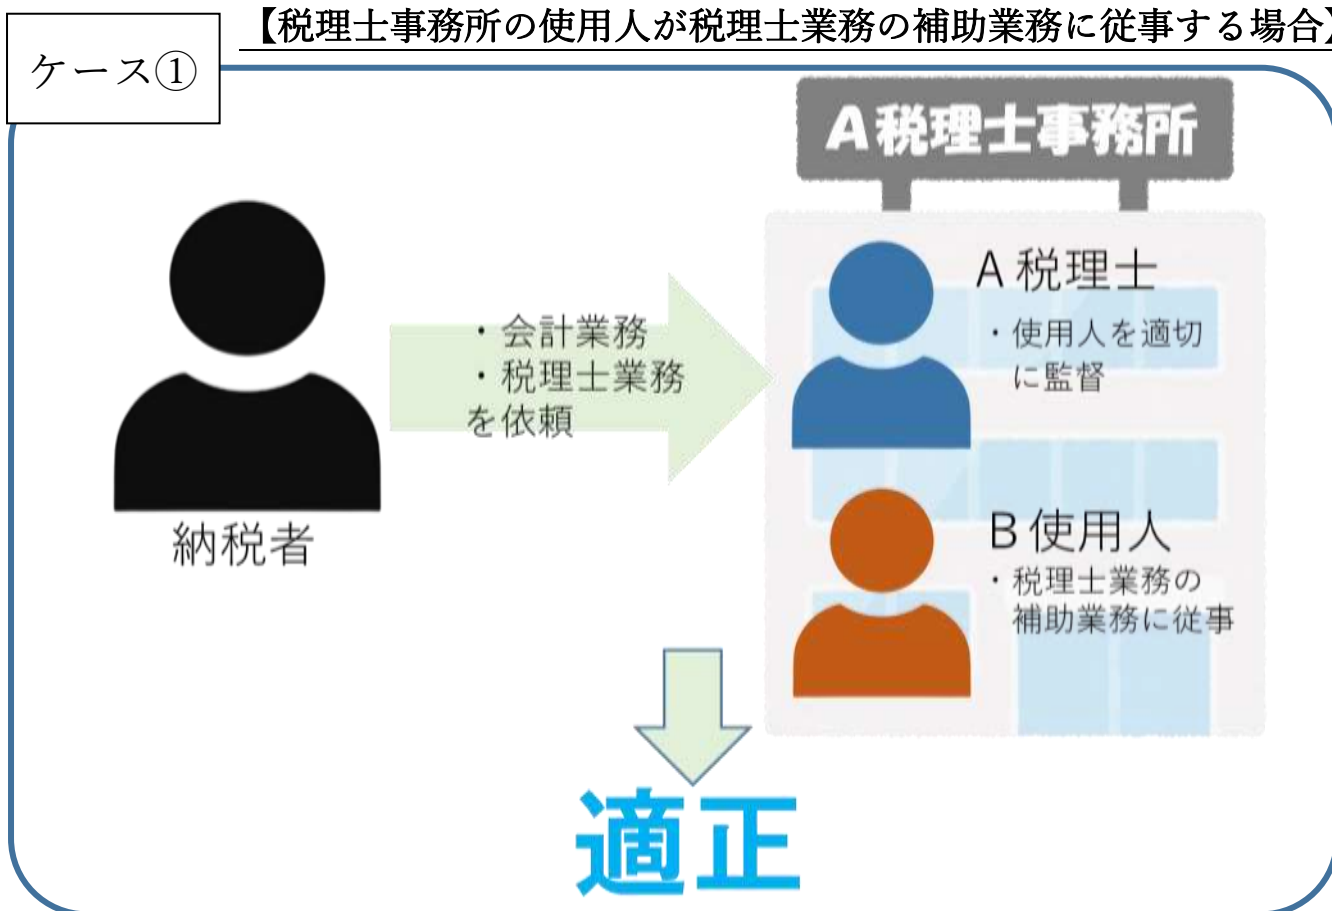 【税理士事務所の使用人が税理士業務の補助業務に従事する場合】
ケース①
A税理士事務所
納税者
・会計業務
・税理士業務
を依頼
A税理士
・使用人を適切
に監督
B使用人
・税理士業務の
補助業務に従事
適正